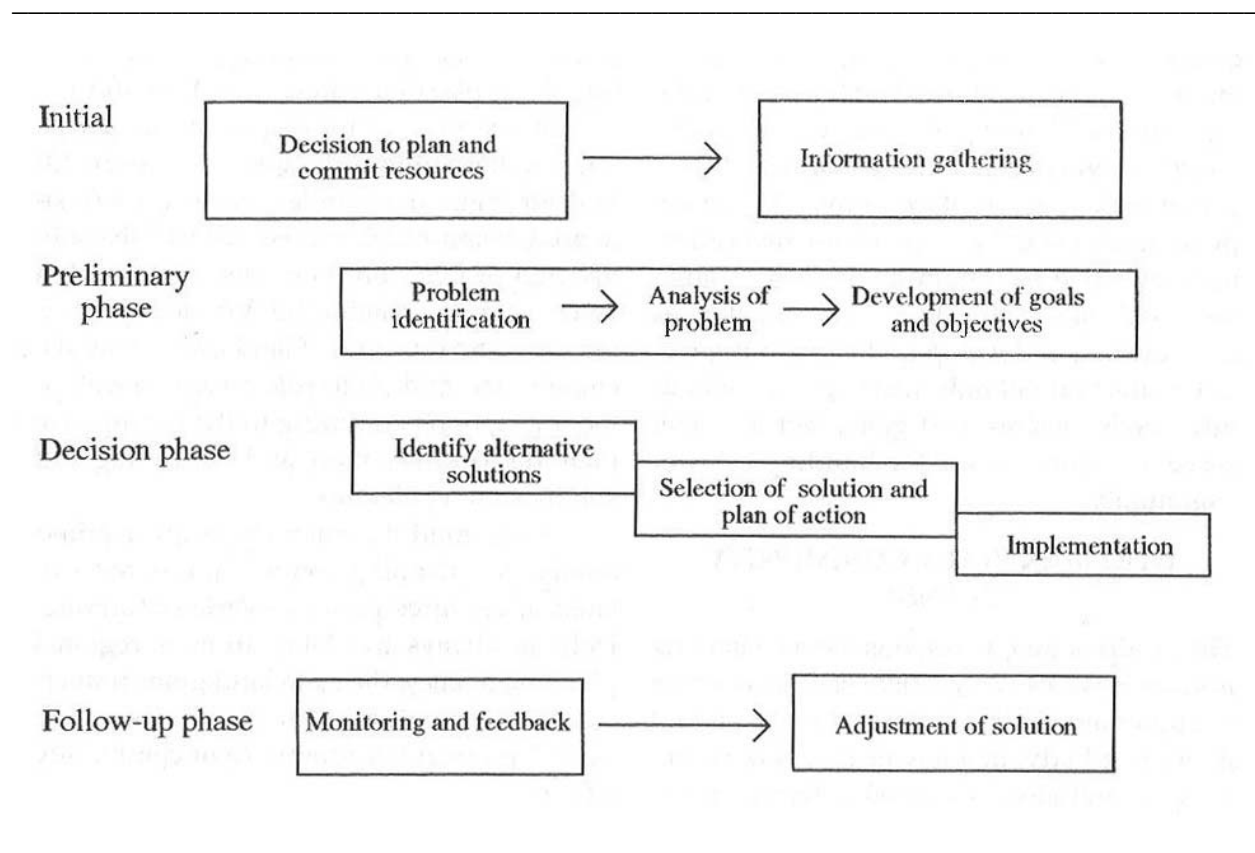 Initial
Decision to plan and
commit resources
Information gathering
Preliminary
phase
Problem
identification
Analysis of
problem
Development of goals
and objectives
Decision phase
Identify alternative
solutions
Selection of solution and
plan of action
Implementation
Follow-up phase
Monitoring and feedback
Adjustment of solution